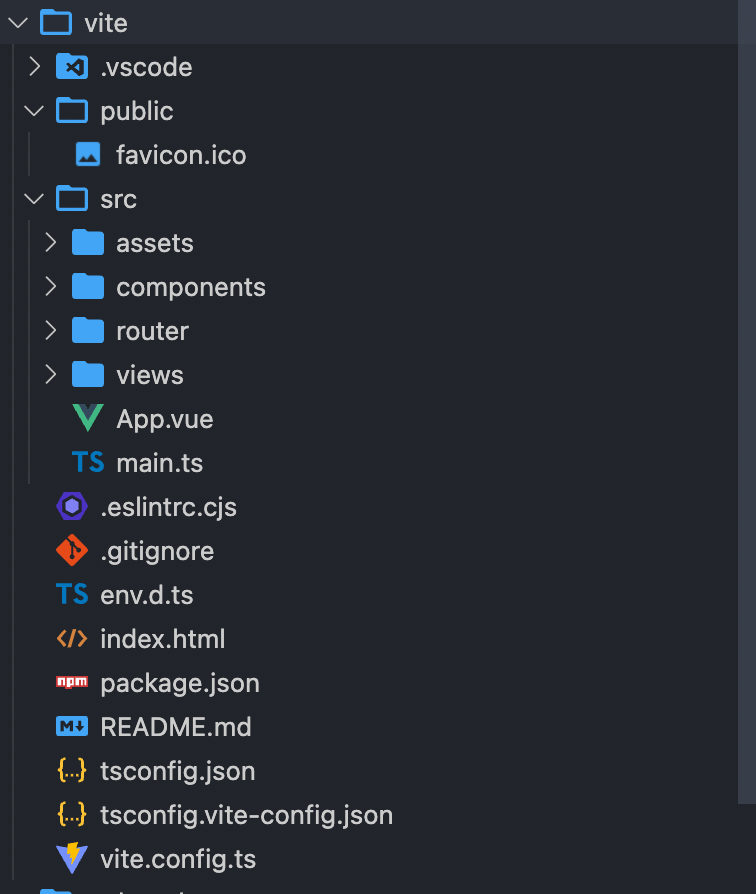 vite
.vscode
public
favicon.ico
src
assets
components
router
views
App.vue
TS main.ts
.eslintrc.cjs
.gitignore
TS env.d.ts
</> index.html
npm package.json
M README.md
{...} tsconfig.json
{...} tsconfig.vite-config.json
vite.config.ts